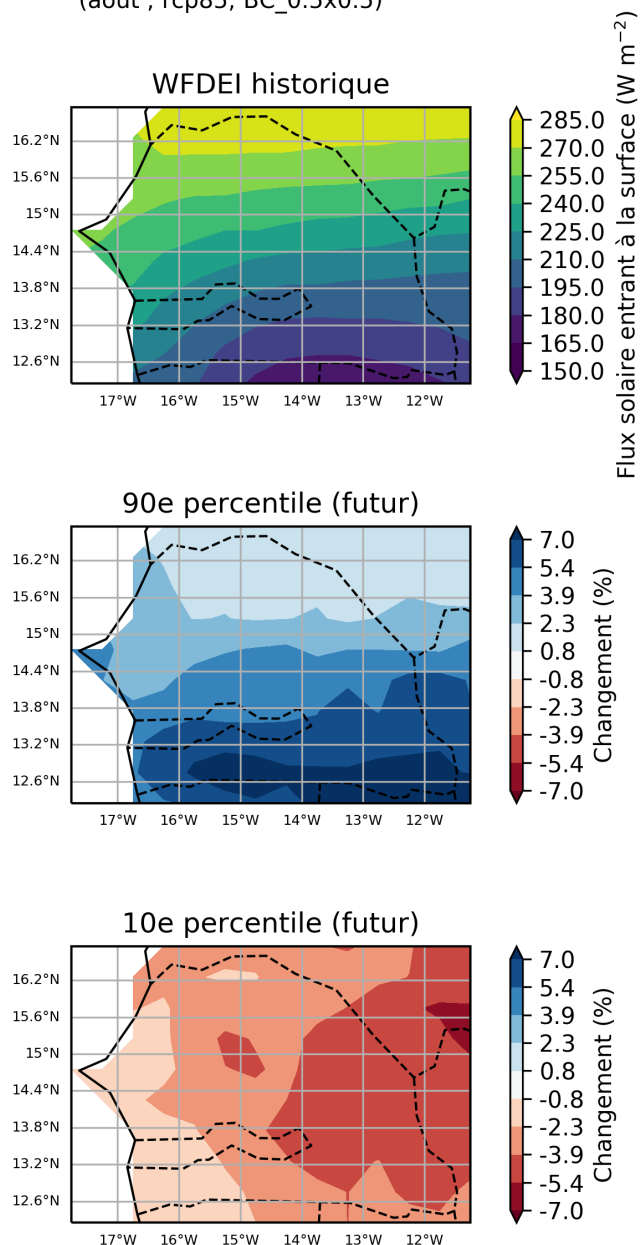 (août , rcp85, BC_0.5x0.5)
WFDEI historique
16.2°N
15.6°N
15°N
14.4°N
13.8°N
13.2°N
12.6°N
17°W 16°W 15°W 14°W 13°W 12°W
285.0
270.0
255.0
240.0
225.0
210.0
195.0
180.0
165.0
150.0
Flux solaire entrant à la surface (W m⁻²)
90e percentile (futur)
16.2°N
15.6°N
15°N
14.4°N
13.8°N
13.2°N
12.6°N
17°W 16°W 15°W 14°W 13°W 12°W
7.0
5.4
3.9
2.3
0.8
-0.8
-2.3
-3.9
-5.4
-7.0
Changement (%)
10e percentile (futur)
16.2°N
15.6°N
15°N
14.4°N
13.8°N
13.2°N
12.6°N
17°W 16°W 15°W 14°W 13°W 12°W
7.0
5.4
3.9
2.3
0.8
-0.8
-2.3
-3.9
-5.4
-7.0
Changement (%)